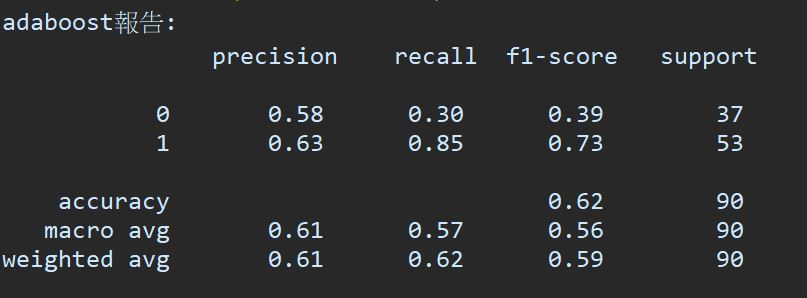 adaboost報告:
precision recall f1-score support
0 0.58 0.30 0.39 37
1 0.63 0.85 0.73 53
accuracy 0.62 90
macro avg 0.61 0.57 0.56 90
weighted avg 0.61 0.62 0.59 90